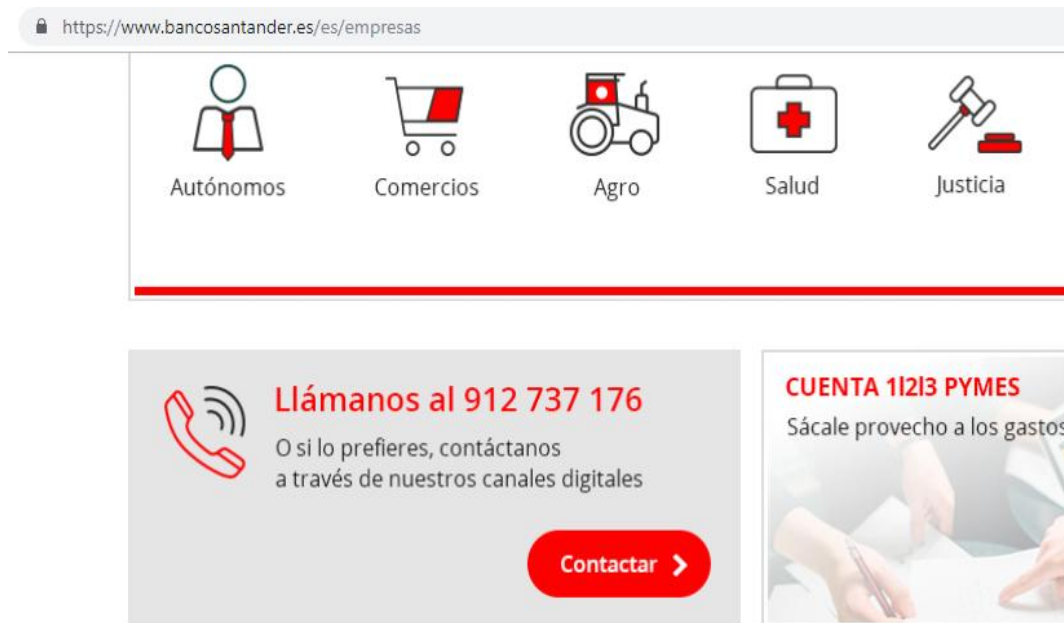 https://www.bancosantander.es/es/empresas
Autónomos
Comercios
Agro
Salud
Justicia
Llámanos al 912 737 176
O si lo prefieres, contáctanos
a través de nuestros canales digitales
Contactar
CUENTA 1|2|3 PYMES
Sácale provecho a los gastos